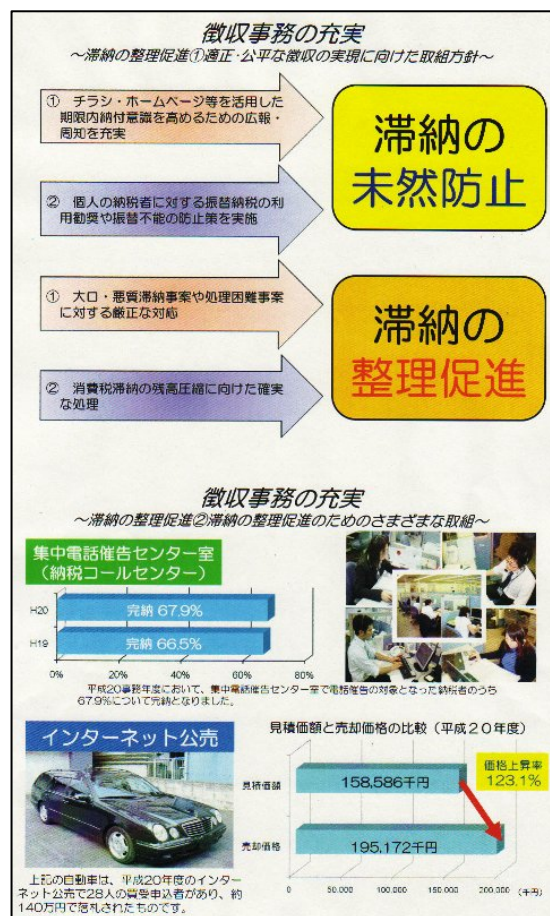 徴収事務の充実
～滞納の整理促進①適正・公平な徴収の実現に向けた取組方針～
① チラシ・ホームページ等を活用した
期限内納付意識を高めるための広報・
周知を充実
滞納の
未然防止
② 個人の納税者に対する振替納税の利
用勧奨や振替不能の防止策を実施
① 大口・悪質滞納事案や処理困難事案
に対する厳正な対応
滞納の
整理促進
② 消費税滞納の残高圧縮に向けた確実
な処理
徴収事務の充実
～滞納の整理促進②滞納の整理促進のためのさまざまな取組～
集中電話催告センター室
（納税コールセンター）
H20
完納 67.9%
H19
完納 66.5%
0%
20%
40%
60%
80%
平成20事務年度において、集中電話催告センター室で電話催告の対象となった納税者のうち
67.9%について完納となりました。
インターネット公売
上記の自動車は、平成20年度のインター
ネット公売で28人の買受申込者があり、約
140万円で落札されたものです。
見積価額と売却価格の比較（平成２０年度）
価格上昇率
123.1%
見積価額
158,586千円
売却価格
195,172千円
0
50,000
100,000
150,000
200,000
（千円）